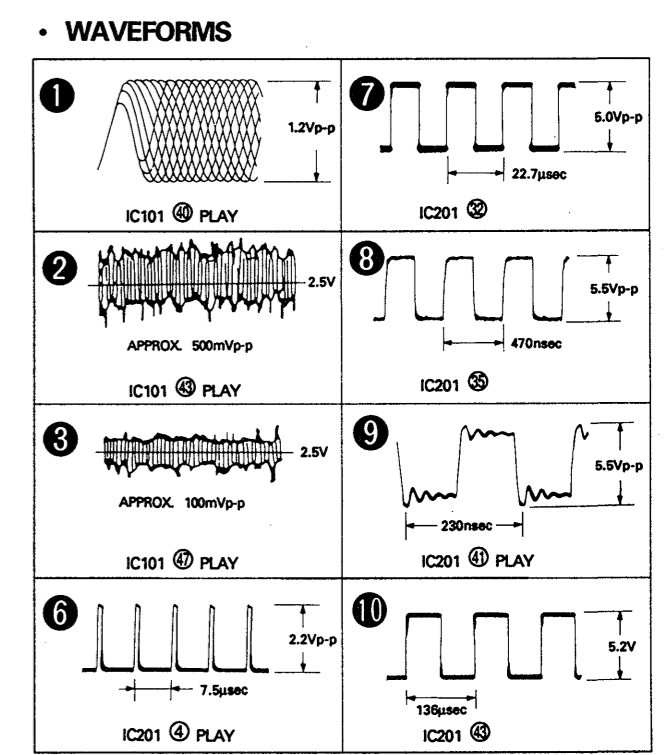 • WAVEFORMS
1
1.2Vp-p
IC101 ㊵ PLAY
2
2.5V
APPROX. 500mVp-p
IC101 ㊸ PLAY
3
2.5V
APPROX. 100mVp-p
IC101 ㊼ PLAY
6
2.2Vp-p
7.5µsec
IC201 ④ PLAY
7
5.0Vp-p
22.7µsec
IC201 ㉜
8
5.5Vp-p
470nsec
IC201 ㉟
9
5.5Vp-p
230nsec
IC201 ㊶ PLAY
10
5.2V
136µsec
IC201 ㊸